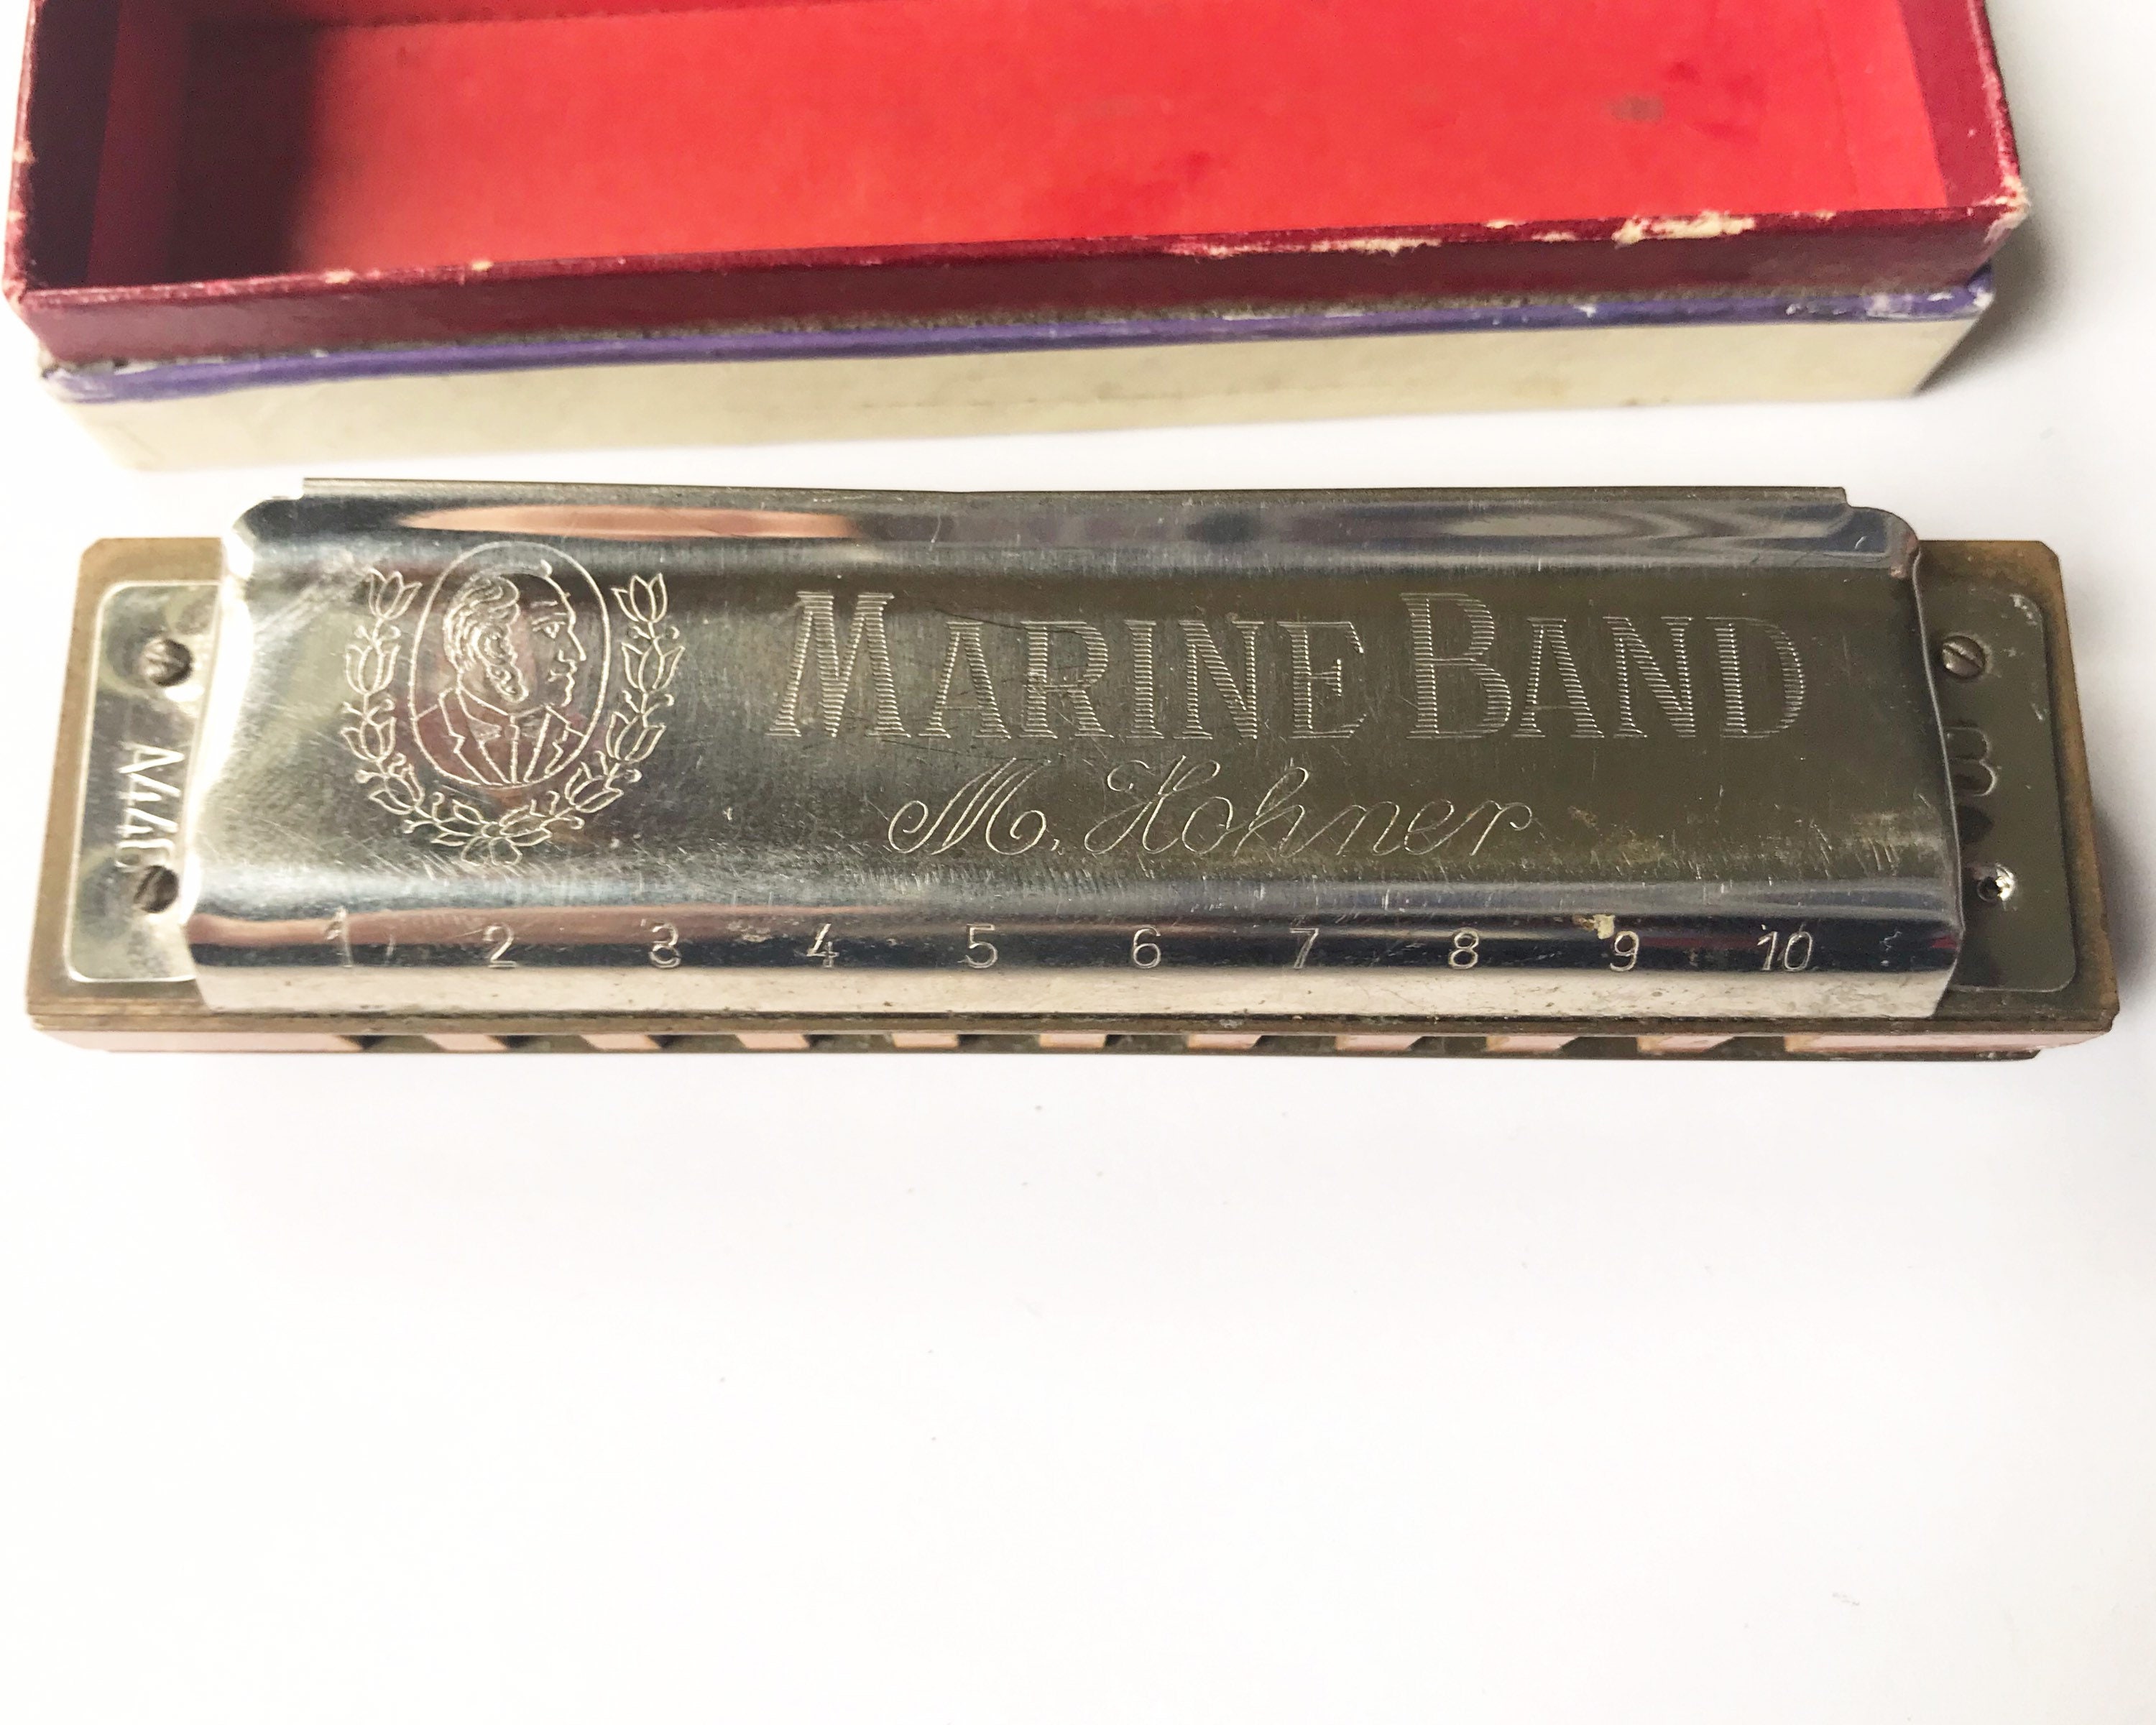 MARINE BAND
M. Hohner
1 2 3 4 5 6 7 8 9 10